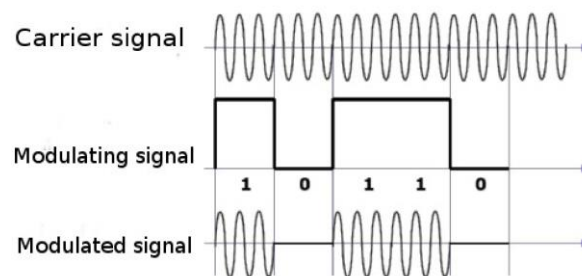 Carrier signal
Modulating signal
1 0 1 1 0
Modulated signal